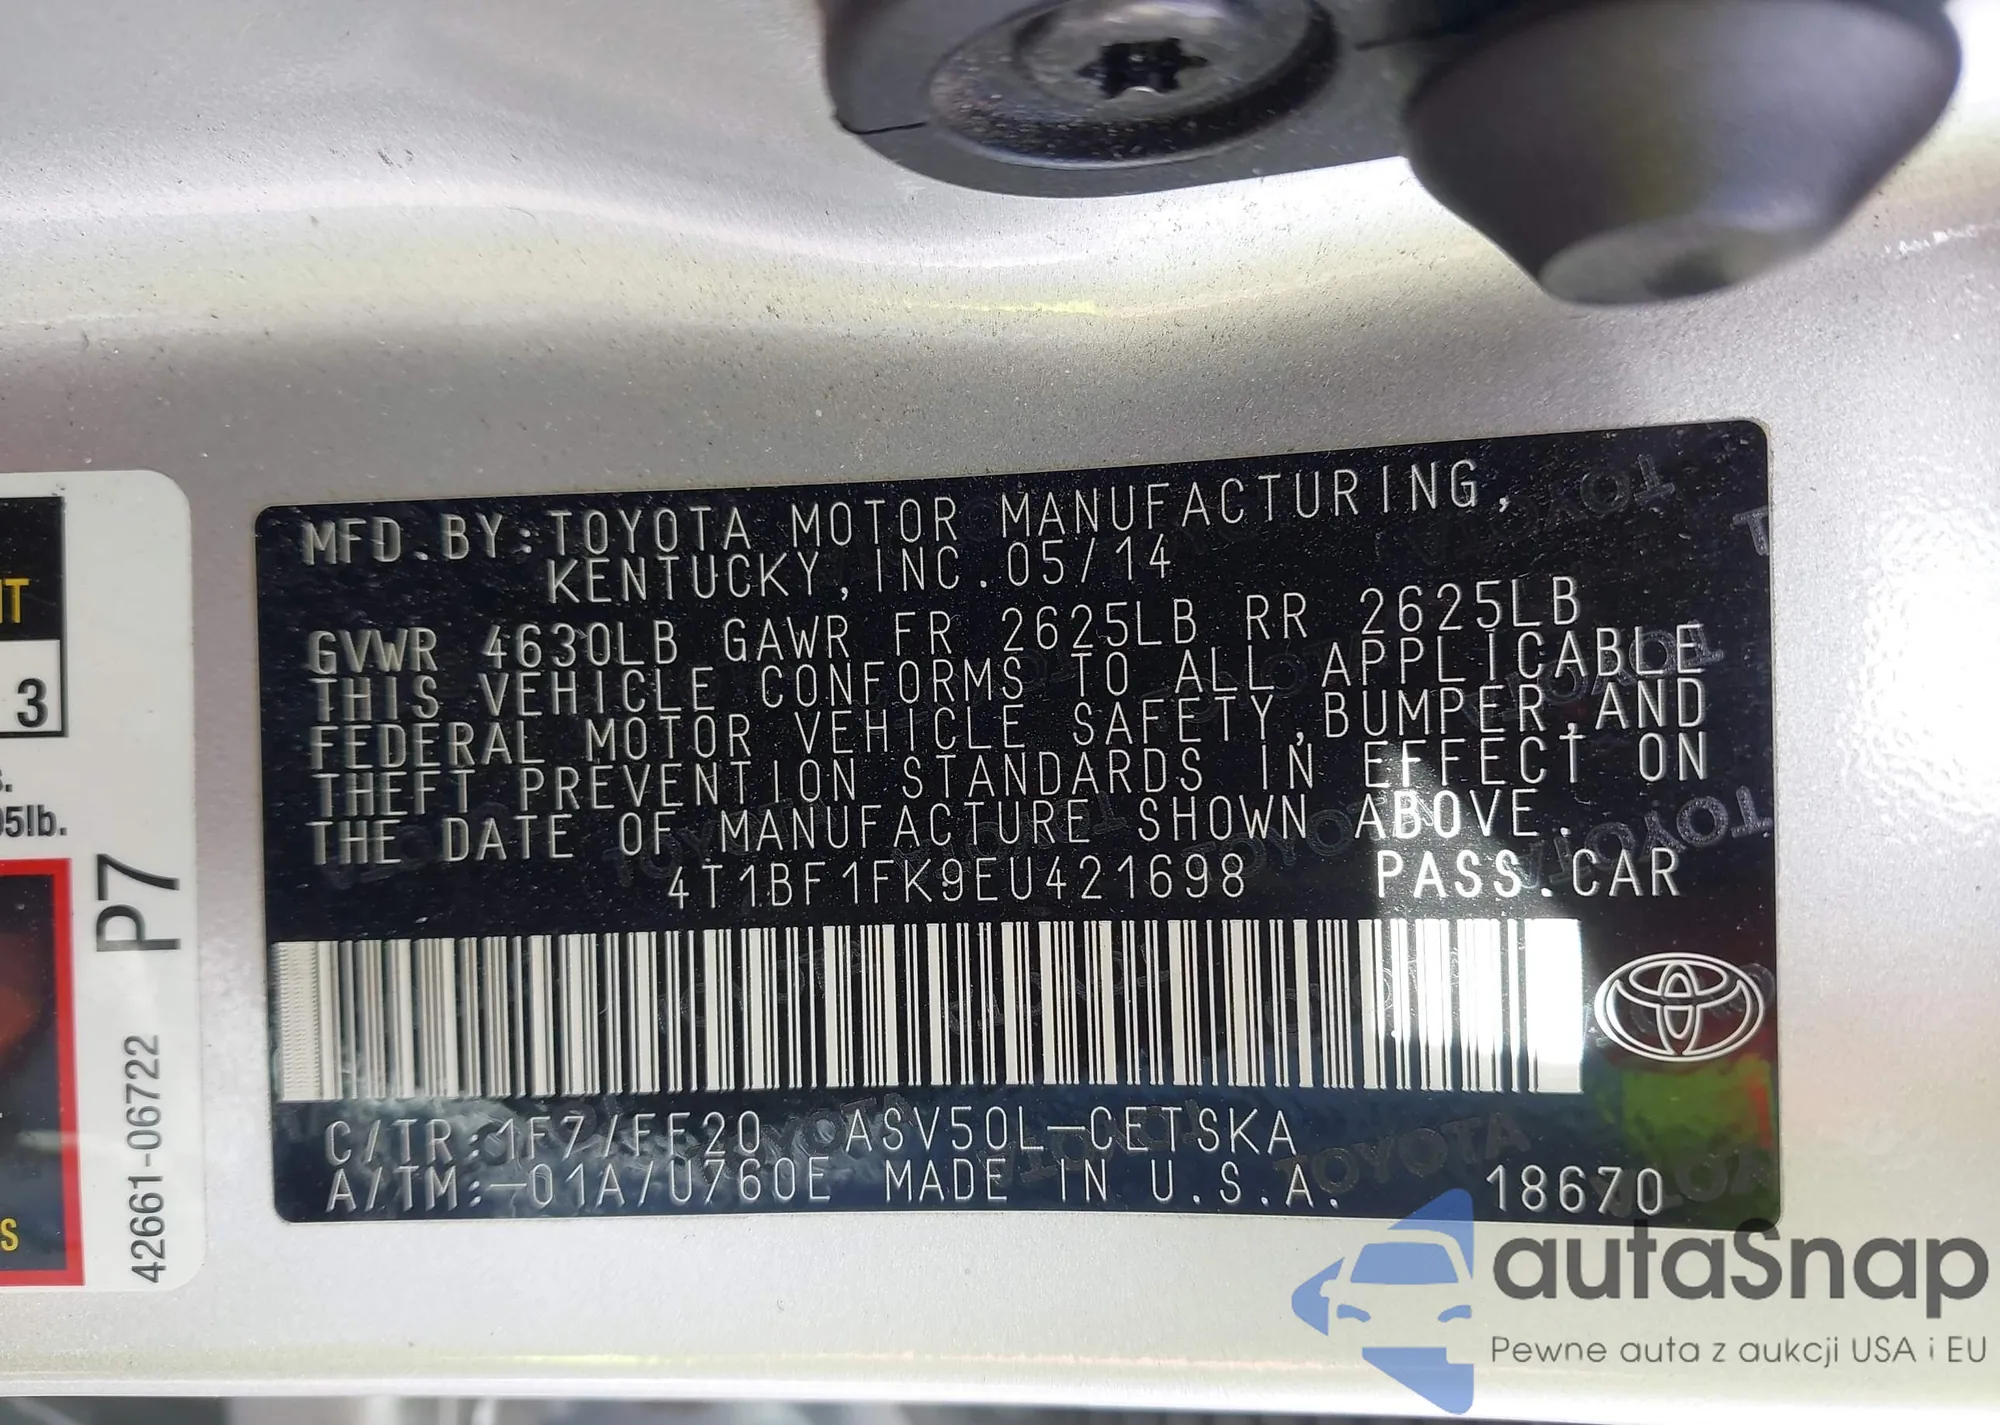 MFD.BY:TOYOTA MOTOR MANUFACTURING,
KENTUCKY,INC.05/14
GVWR 4630LB GAWR FR 2625LB RR 2625LB
THIS VEHICLE CONFORMS TO ALL APPLICABLE
FEDERAL MOTOR VEHICLE SAFETY,BUMPER,AND
THEFT PREVENTION STANDARDS IN EFFECT ON
THE DATE OF MANUFACTURE SHOWN ABOVE.
4T1BF1FK9EU421698 PASS.CAR
C/TR:1F7/FF20 ASV50L-CETSKA
A/TM:-01A/U760E MADE IN U.S.A. 18670
3
P7
42661-06722
autaSnap
Pewne auta z aukcji USA i EU